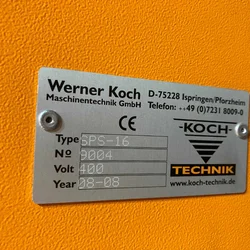 Werner Koch
Maschinentechnik GmbH
D-75228 Ispringen/Pforzheim
Telefon: ++49 (0)7231 8009-0
CE
Type SPS-16
Nº 9004
Volt 400
Year 08-08
-KOCH-
TECHNIK
www.koch-technik.de